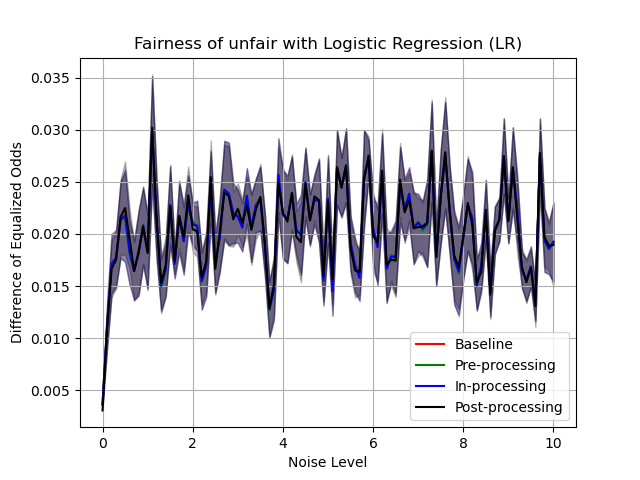 Fairness of unfair with Logistic Regression (LR)
Difference of Equalized Odds
0.035
0.030
0.025
0.020
0.015
0.010
0.005
0 2 4 6 8 10
Noise Level
Baseline
Pre-processing
In-processing
Post-processing